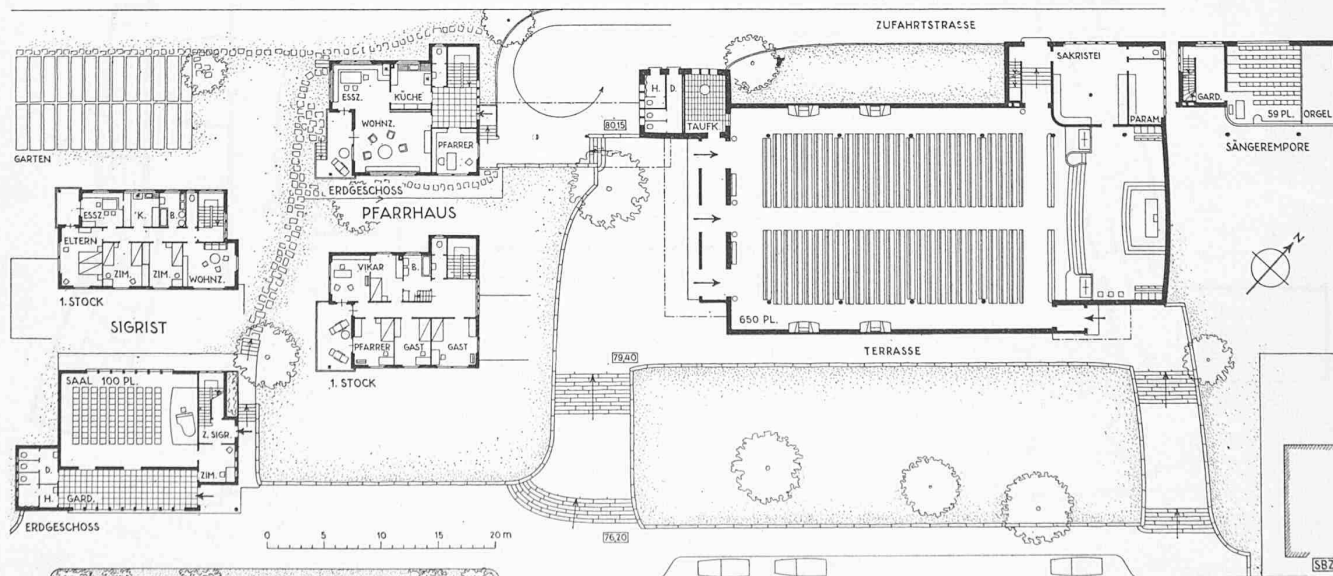 ZUFAHRTSTRASSE
SAKRISTEI
PARAM.
GARD.
59 PL.
ORGEL
SÄNGEREMPORE
H.
D.
TAUFK.
80,15
650 PL.
TERRASSE
79,40
76,20
N
GARTEN
ESSZ.
KÜCHE
WOHNZ.
PFARRER
ERDGESCHOSS
PFARRHAUS
VIKAR
B.
PFARRER
GAST
GAST
1. STOCK
ESSZ.
K.
B.
ELTERN
ZIM.
ZIM.
WOHNZ.
1. STOCK
SIGRIST
SAAL 100 PL.
Z. SIGR.
ZIM.
D.
H.
GARD.
ERDGESCHOSS
0 5 10 15 20 m
SBZ